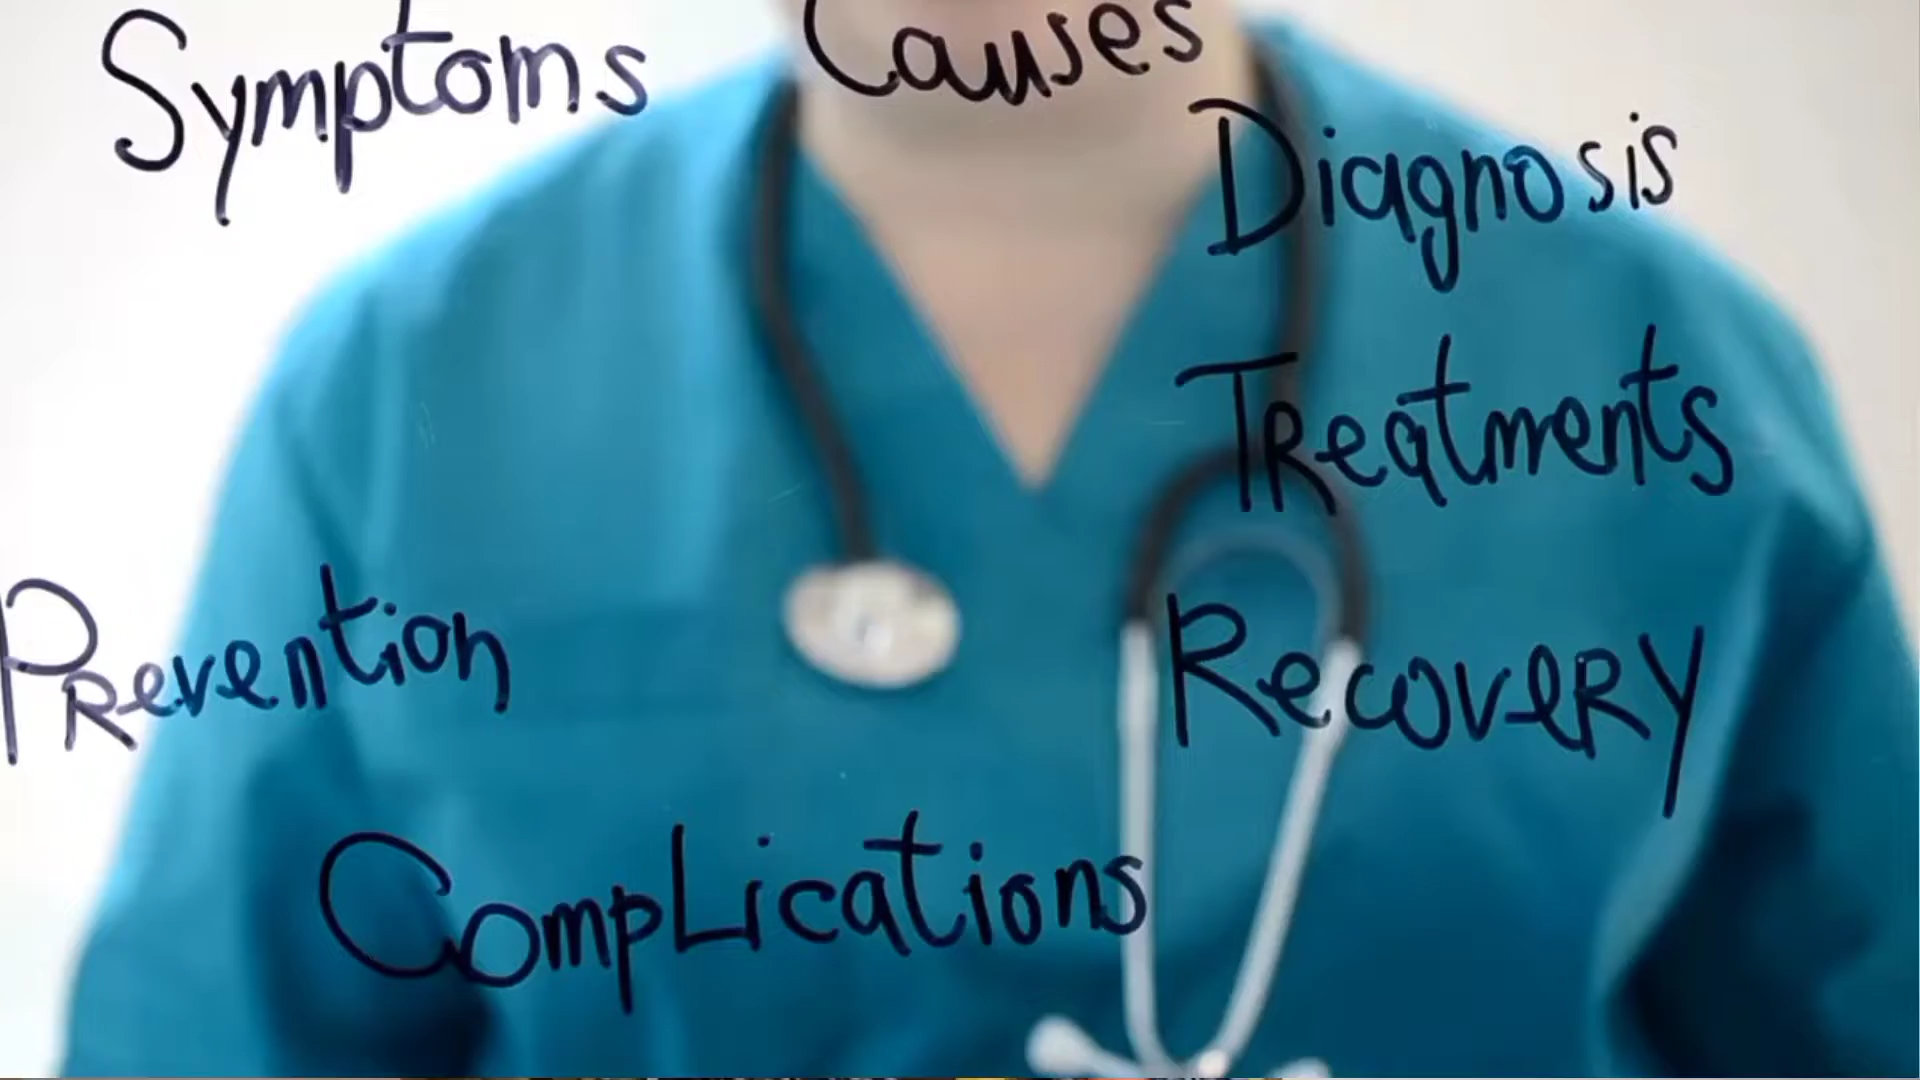 Symptoms
Causes
Diagnosis
Treatments
Prevention
Recovery
Complications